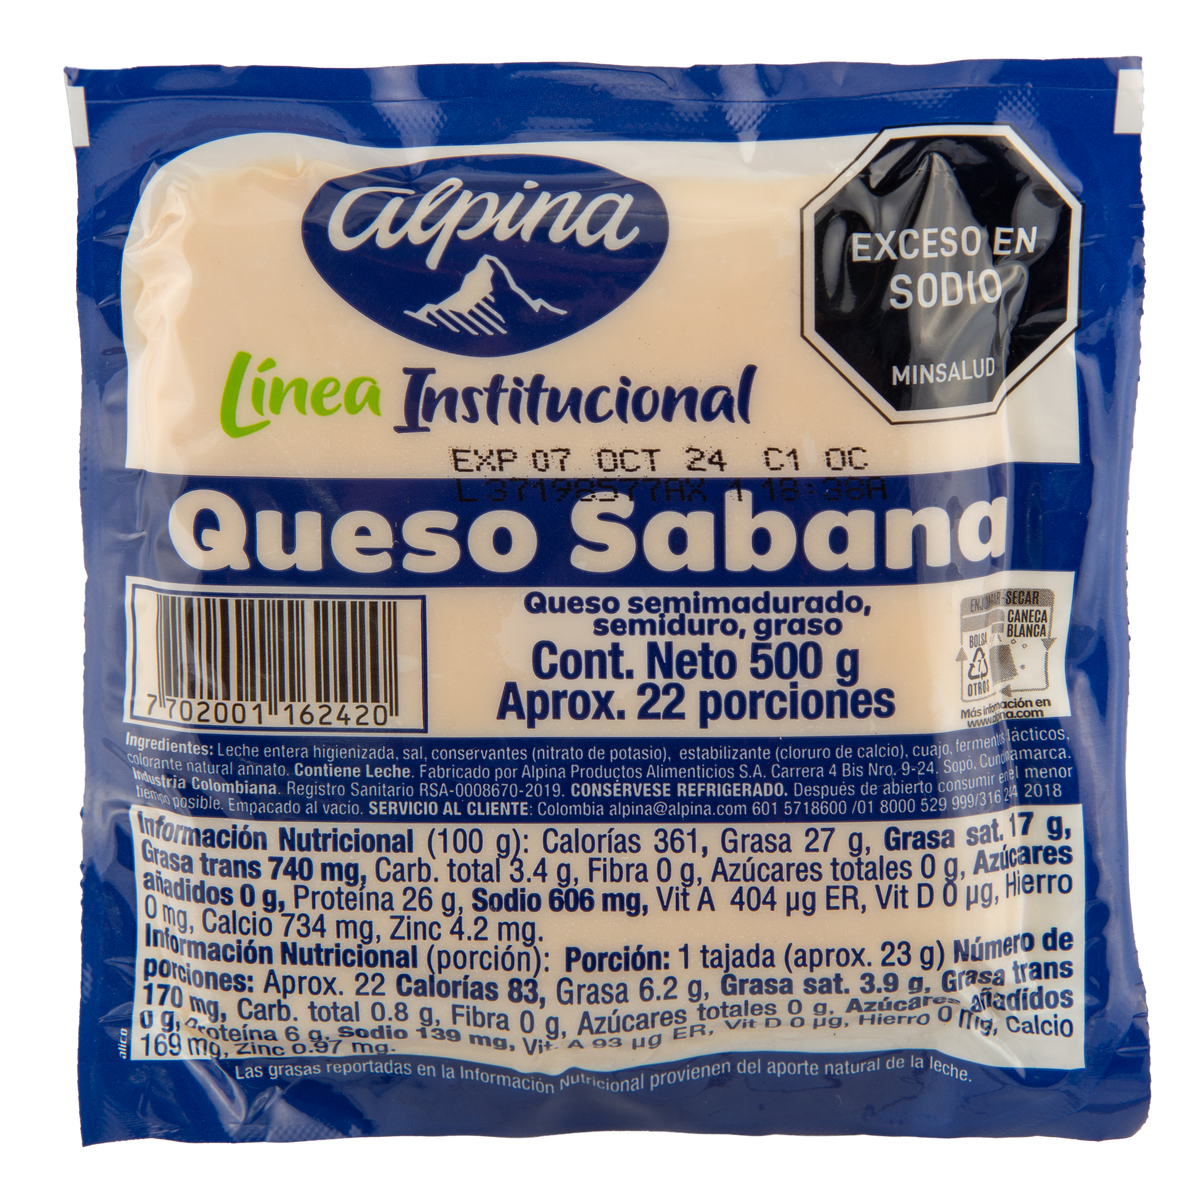 alpina
EXCESO EN
SODIO
MINSALUD
Línea Institucional
EXP 07 OCT 24 C1 OC
Queso Sabana
Queso semimadurado,
semiduro, graso
Cont. Neto 500 g
Aprox. 22 porciones
7 702001 162420
-SECAR
CANECA
BLANCA
BOLSA
7
OTROS
Más información en
Ingredientes: Leche entera higienizada, sal, conservantes (nitrato de potasio), estabilizante (cloruro de calcio), cuajo, fermentos lácticos,
colorante natural annato. Contiene Leche. Fabricado por Alpina Productos Alimenticios S.A. Carrera 4 Bis Nro. 9-24. Sopó. Cundinamarca.
Industria Colombiana. Registro Sanitario RSA-0008670-2019. CONSÉRVESE REFRIGERADO. Después de abierto consumir en el menor
tiempo posible. Empacado al vacio. SERVICIO AL CLIENTE: Colombia alpina@alpina.com 601 5718600 /01 8000 529 999/316 244 2018
Información Nutricional (100 g): Calorías 361, Grasa 27 g, Grasa sat. 17 g,
Grasa trans 740 mg, Carb. total 3.4 g, Fibra 0 g, Azúcares totales 0 g, Azúcares
añadidos 0 g, Proteína 26 g, Sodio 606 mg, Vit A 404 µg ER, Vit D 0 µg, Hierro
0 mg, Calcio 734 mg, Zinc 4.2 mg.
Información Nutricional (porción): Porción: 1 tajada (aprox. 23 g) Número de
porciones: Aprox. 22 Calorías 83, Grasa 6.2 g, Grasa sat. 3.9 g, Grasa trans
170 mg, Carb. total 0.8 g, Fibra 0 g, Azúcares totales 0 g, Azúcares añadidos
0 g, Proteína 6 g, Sodio 139 mg, Vit A 93 µg ER, Vit D 0 µg, Hierro 0 mg, Calcio
169 mg, Zinc 0.97 mg.
Las grasas reportadas en la Información Nutricional provienen del aporte natural de la leche.
alico